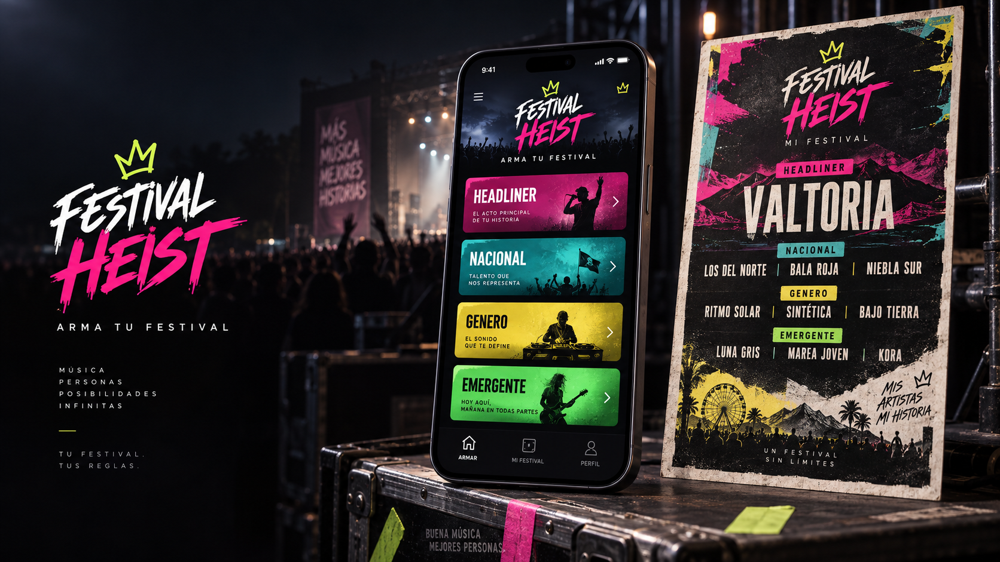 FESTIVAL
HEIST
ARMA TU FESTIVAL
MÚSICA
PERSONAS
POSIBILIDADES
INFINITAS
TU FESTIVAL.
TUS REGLAS.
MÁS
MÚSICA
MEJORES
HISTORIAS
9:41
FESTIVAL
HEIST
ARMA TU FESTIVAL
HEADLINER
EL ACTO PRINCIPAL
DE TU HISTORIA
NACIONAL
TALENTO QUE
NOS REPRESENTA
GENERO
EL SONIDO
QUE TE DEFINE
EMERGENTE
HOY AQUÍ,
MAÑANA EN TODAS PARTES
ARMAR
MI FESTIVAL
PERFIL
FESTIVAL
HEIST
MI FESTIVAL
HEADLINER
VALTORIA
NACIONAL
LOS DEL NORTE | BALA ROJA | NIEBLA SUR
GENERO
RITMO SOLAR | SINTÉTICA | BAJO TIERRA
EMERGENTE
LUNA GRIS | MAREA JOVEN | KORA
MIS
ARTISTAS
MI HISTORIA
UN FESTIVAL
SIN LÍMITES
BUENA MÚSICA
MEJORES PERSONAS.